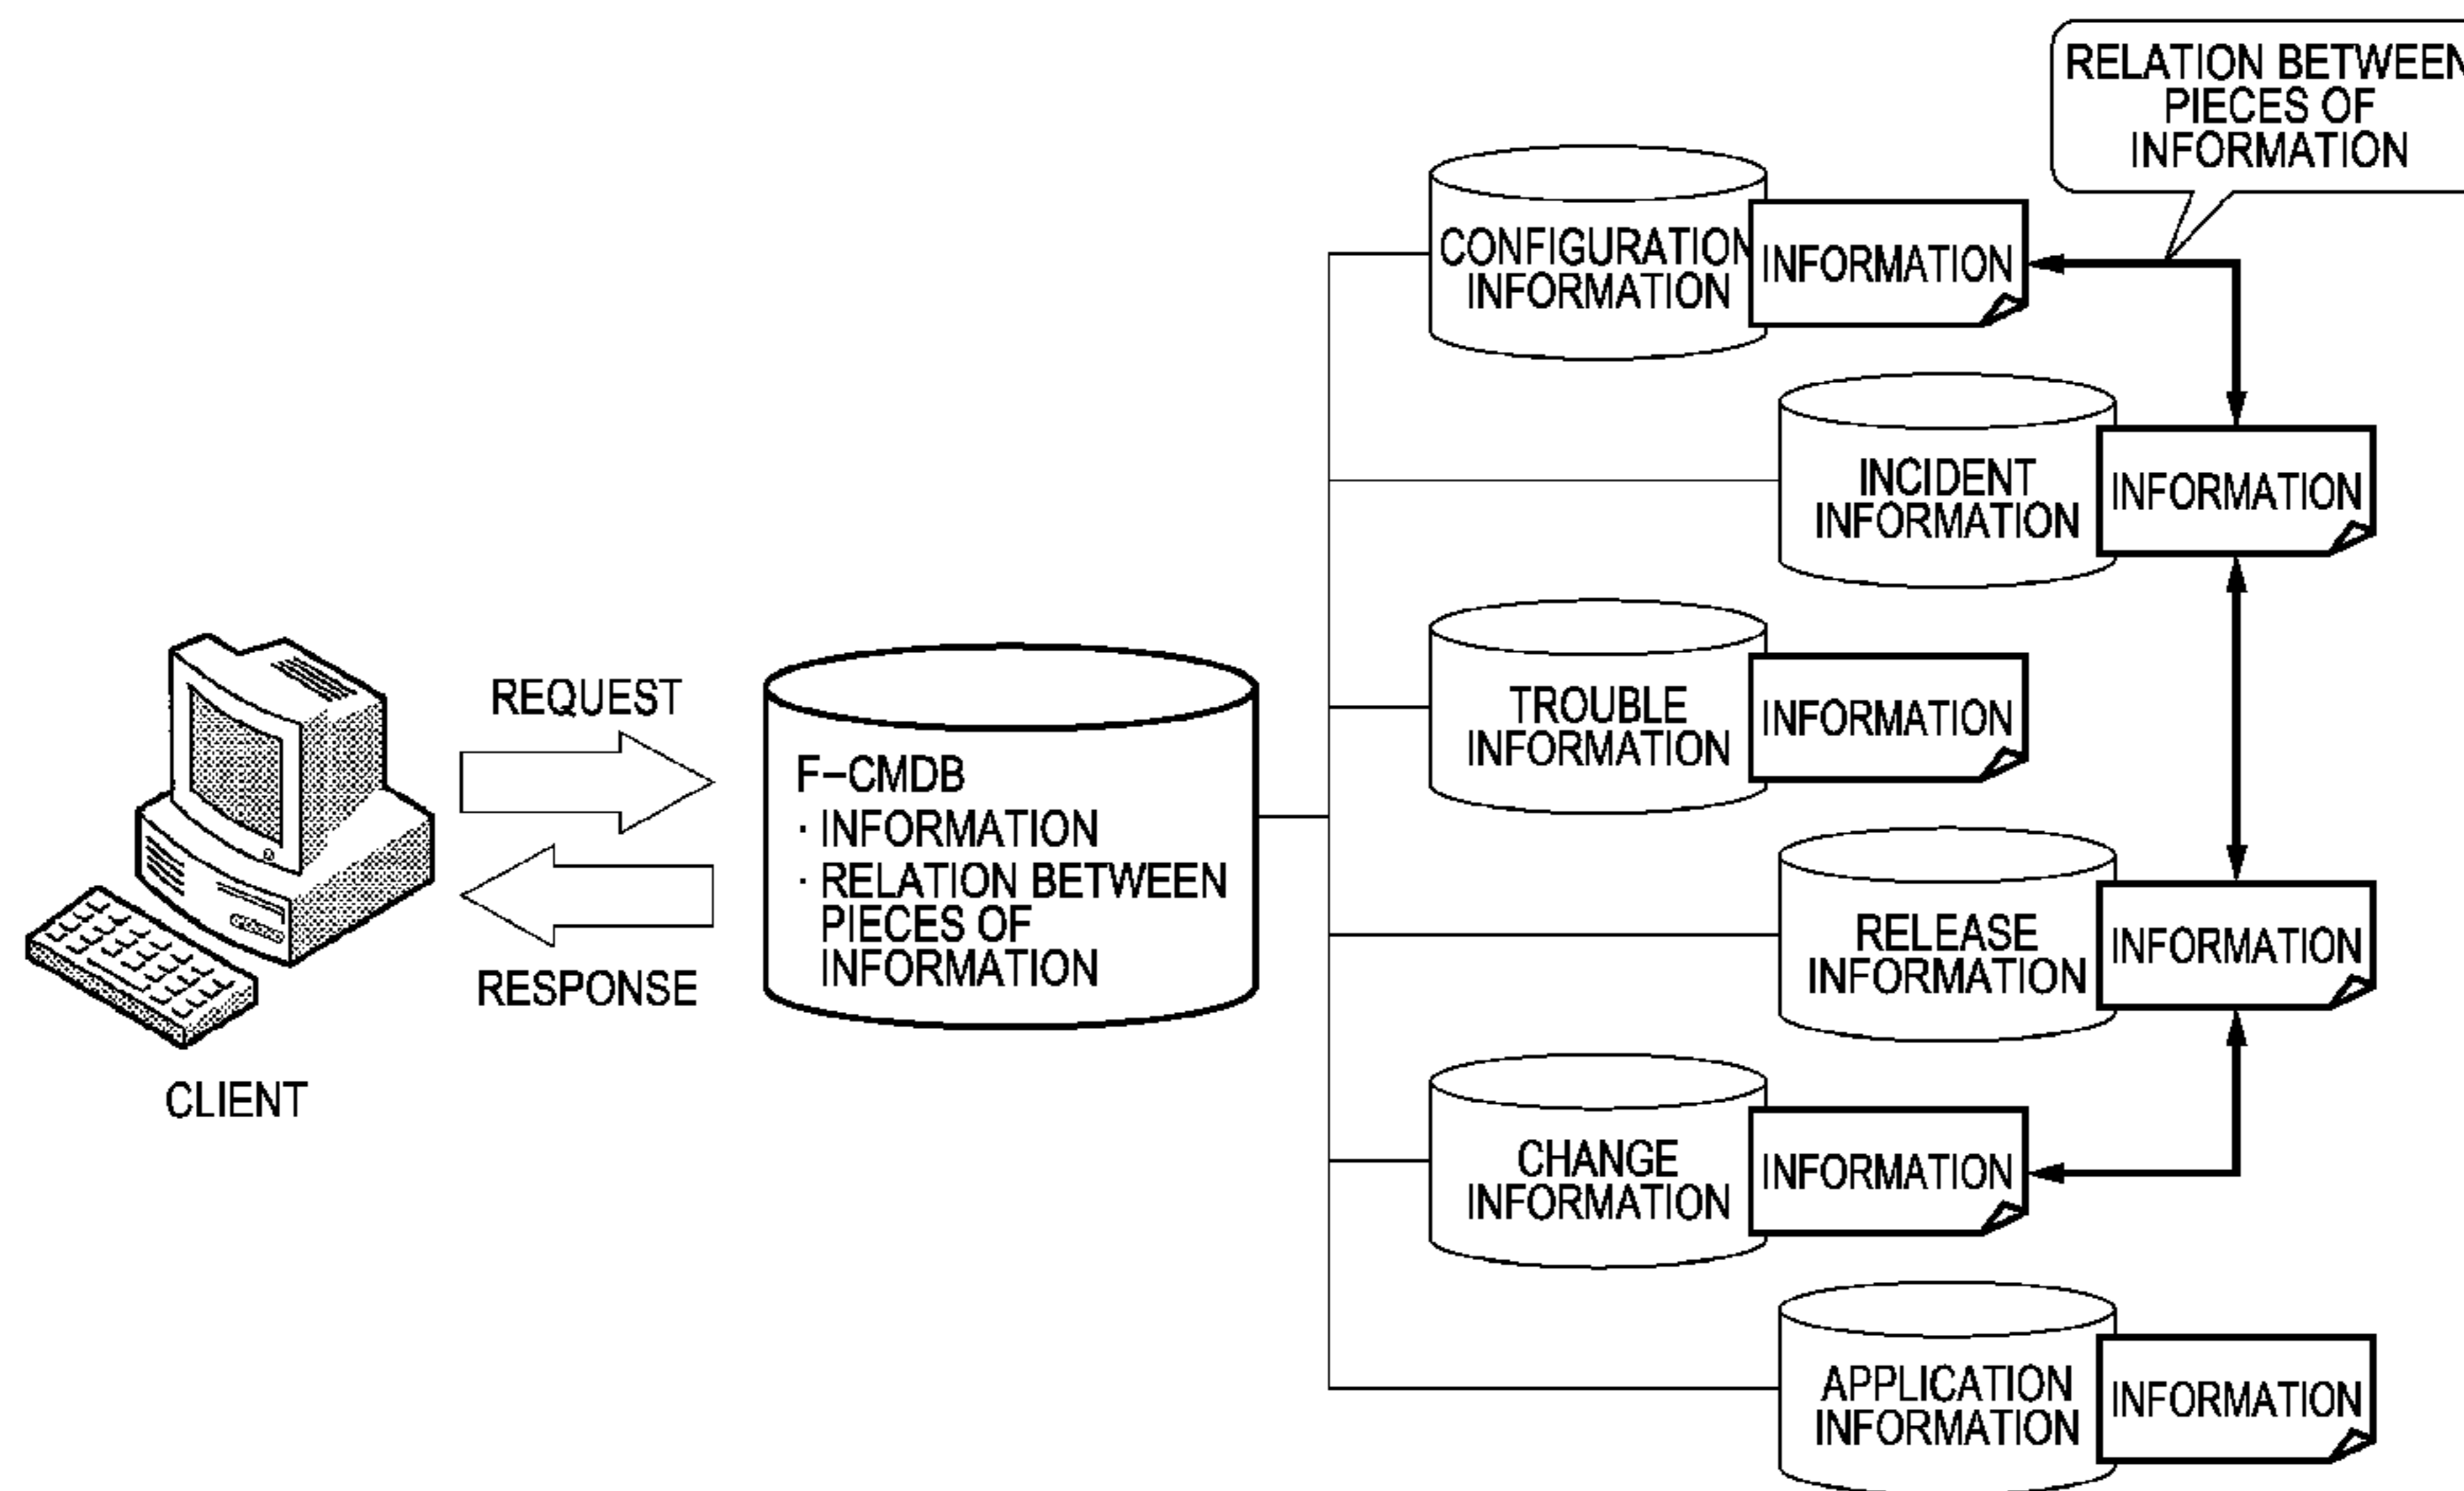 RELATION BETWEEN
PIECES OF
INFORMATION
CONFIGURATION
INFORMATION
INFORMATION
INCIDENT
INFORMATION
INFORMATION
TROUBLE
INFORMATION
INFORMATION
REQUEST
RESPONSE
CLIENT
F-CMDB
· INFORMATION
· RELATION BETWEEN
PIECES OF
INFORMATION
RELEASE
INFORMATION
INFORMATION
CHANGE
INFORMATION
INFORMATION
APPLICATION
INFORMATION
INFORMATION